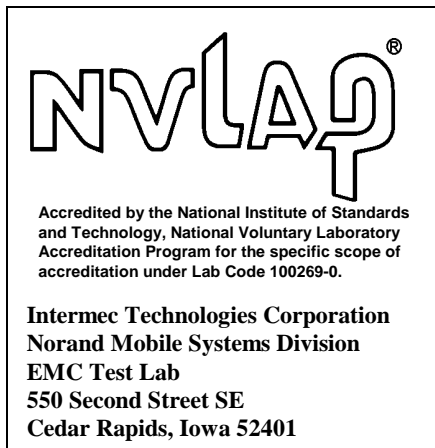 NVLAP®
Accredited by the National Institute of Standards
and Technology, National Voluntary Laboratory
Accreditation Program for the specific scope of
accreditation under Lab Code 100269-0.
Intermec Technologies Corporation
Norand Mobile Systems Division
EMC Test Lab
550 Second Street SE
Cedar Rapids, Iowa 52401